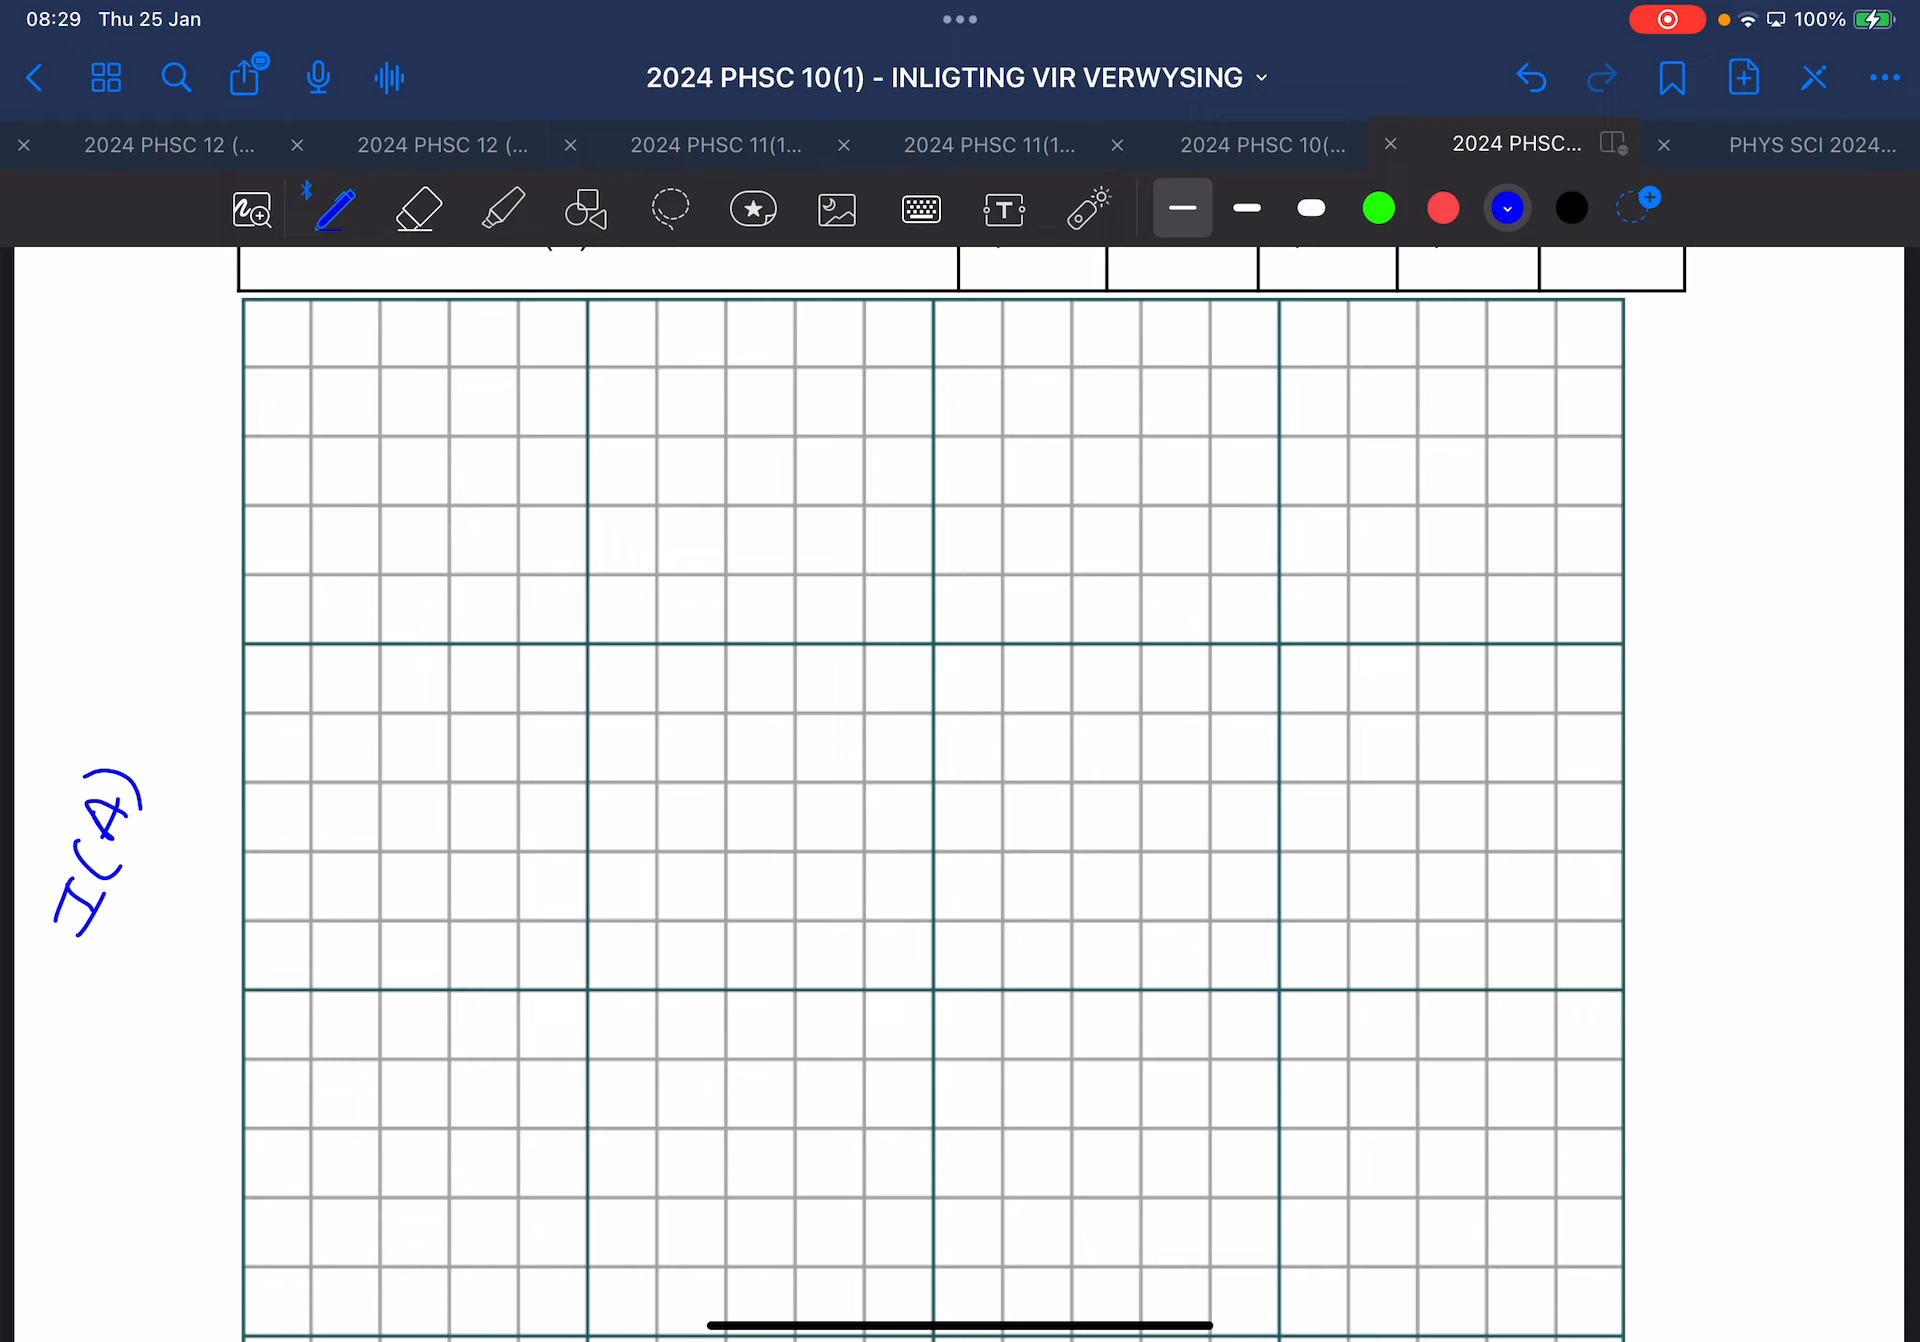 08:29 Thu 25 Jan 100%
2024 PHSC 10(1) - INLIGTING VIR VERWYSING
2024 PHSC 12 (... 2024 PHSC 12 (... 2024 PHSC 11(1... 2024 PHSC 11(1... 2024 PHSC 10(... 2024 PHSC... PHYS SCI 2024...
T
I(A)